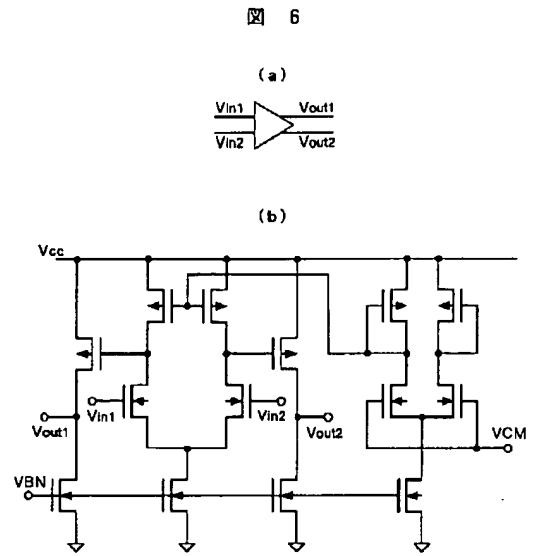 図 6
(a)
Vin1 Vout1
Vin2 Vout2
(b)
Vcc
Vin1 Vin2
Vout1 Vout2
VCM
VBN